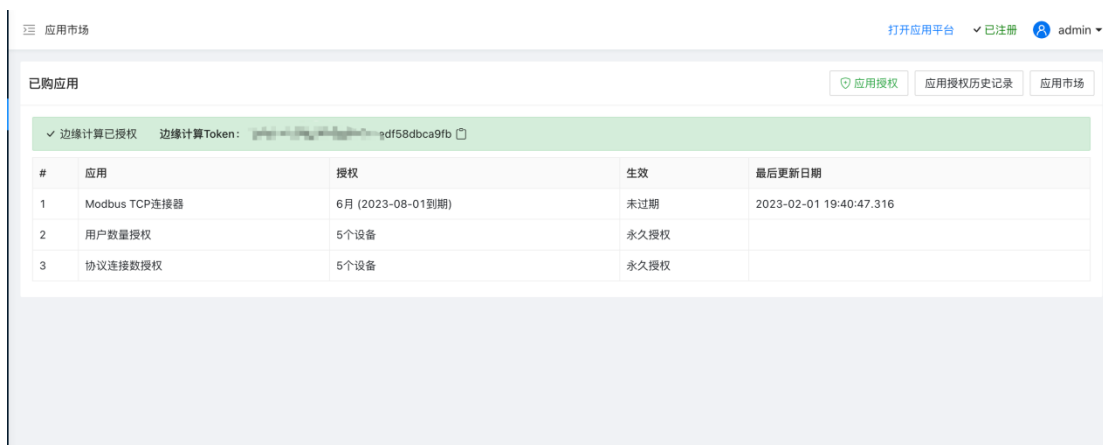 应用市场 打开应用平台 已注册 admin
已购应用 应用授权 应用授权历史记录 应用市场
边缘计算已授权 边缘计算Token: edf58dbca9fb
# 应用 授权 生效 最后更新日期
1 Modbus TCP连接器 6月 (2023-08-01到期) 未过期 2023-02-01 19:40:47.316
2 用户数量授权 5个设备 永久授权
3 协议连接数授权 5个设备 永久授权